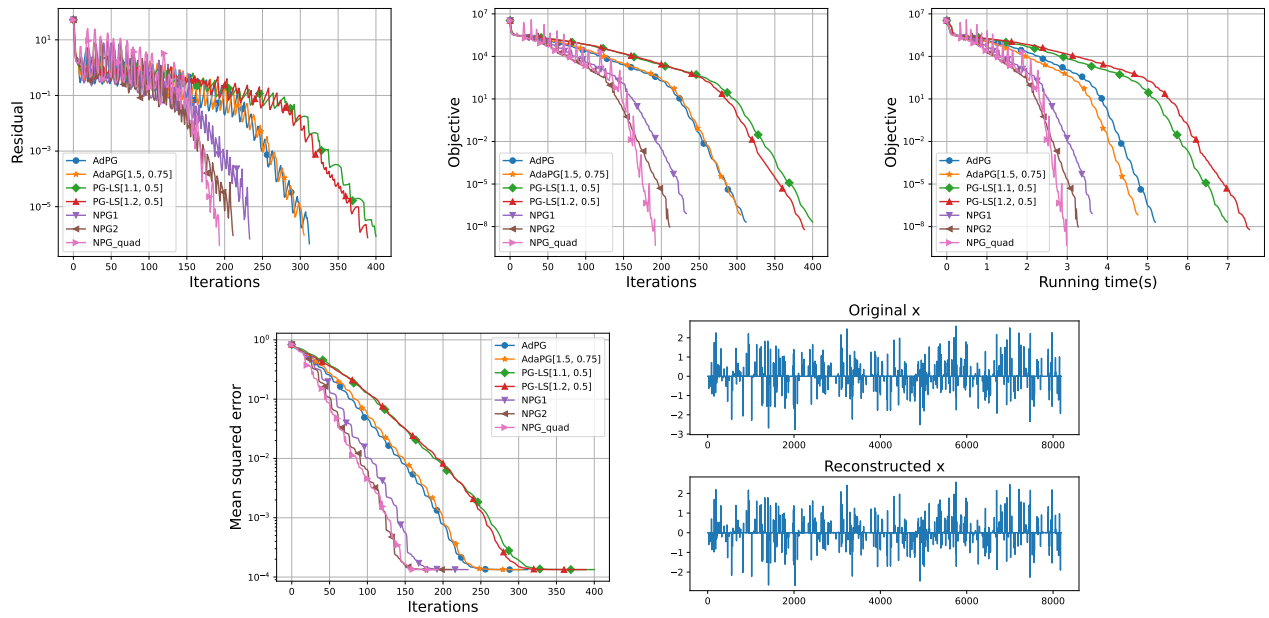 Residual
10¹
10⁻¹
10⁻³
10⁻⁵
AdPG
AdaPG[1.5, 0.75]
PG-LS[1.1, 0.5]
PG-LS[1.2, 0.5]
NPG1
NPG2
NPG_quad
0 50 100 150 200 250 300 350 400
Iterations
Objective
10⁷
10⁴
10¹
10⁻²
10⁻⁵
10⁻⁸
AdPG
AdaPG[1.5, 0.75]
PG-LS[1.1, 0.5]
PG-LS[1.2, 0.5]
NPG1
NPG2
NPG_quad
0 50 100 150 200 250 300 350 400
Iterations
Objective
10⁷
10⁴
10¹
10⁻²
10⁻⁵
10⁻⁸
AdPG
AdaPG[1.5, 0.75]
PG-LS[1.1, 0.5]
PG-LS[1.2, 0.5]
NPG1
NPG2
NPG_quad
0 1 2 3 4 5 6 7
Running time(s)
Mean squared error
10⁰
10⁻¹
10⁻²
10⁻³
10⁻⁴
AdPG
AdaPG[1.5, 0.75]
PG-LS[1.1, 0.5]
PG-LS[1.2, 0.5]
NPG1
NPG2
NPG_quad
0 50 100 150 200 250 300 350 400
Iterations
Original x
2
1
0
−1
−2
−3
0 2000 4000 6000 8000
Reconstructed x
2
1
0
−1
−2
0 2000 4000 6000 8000